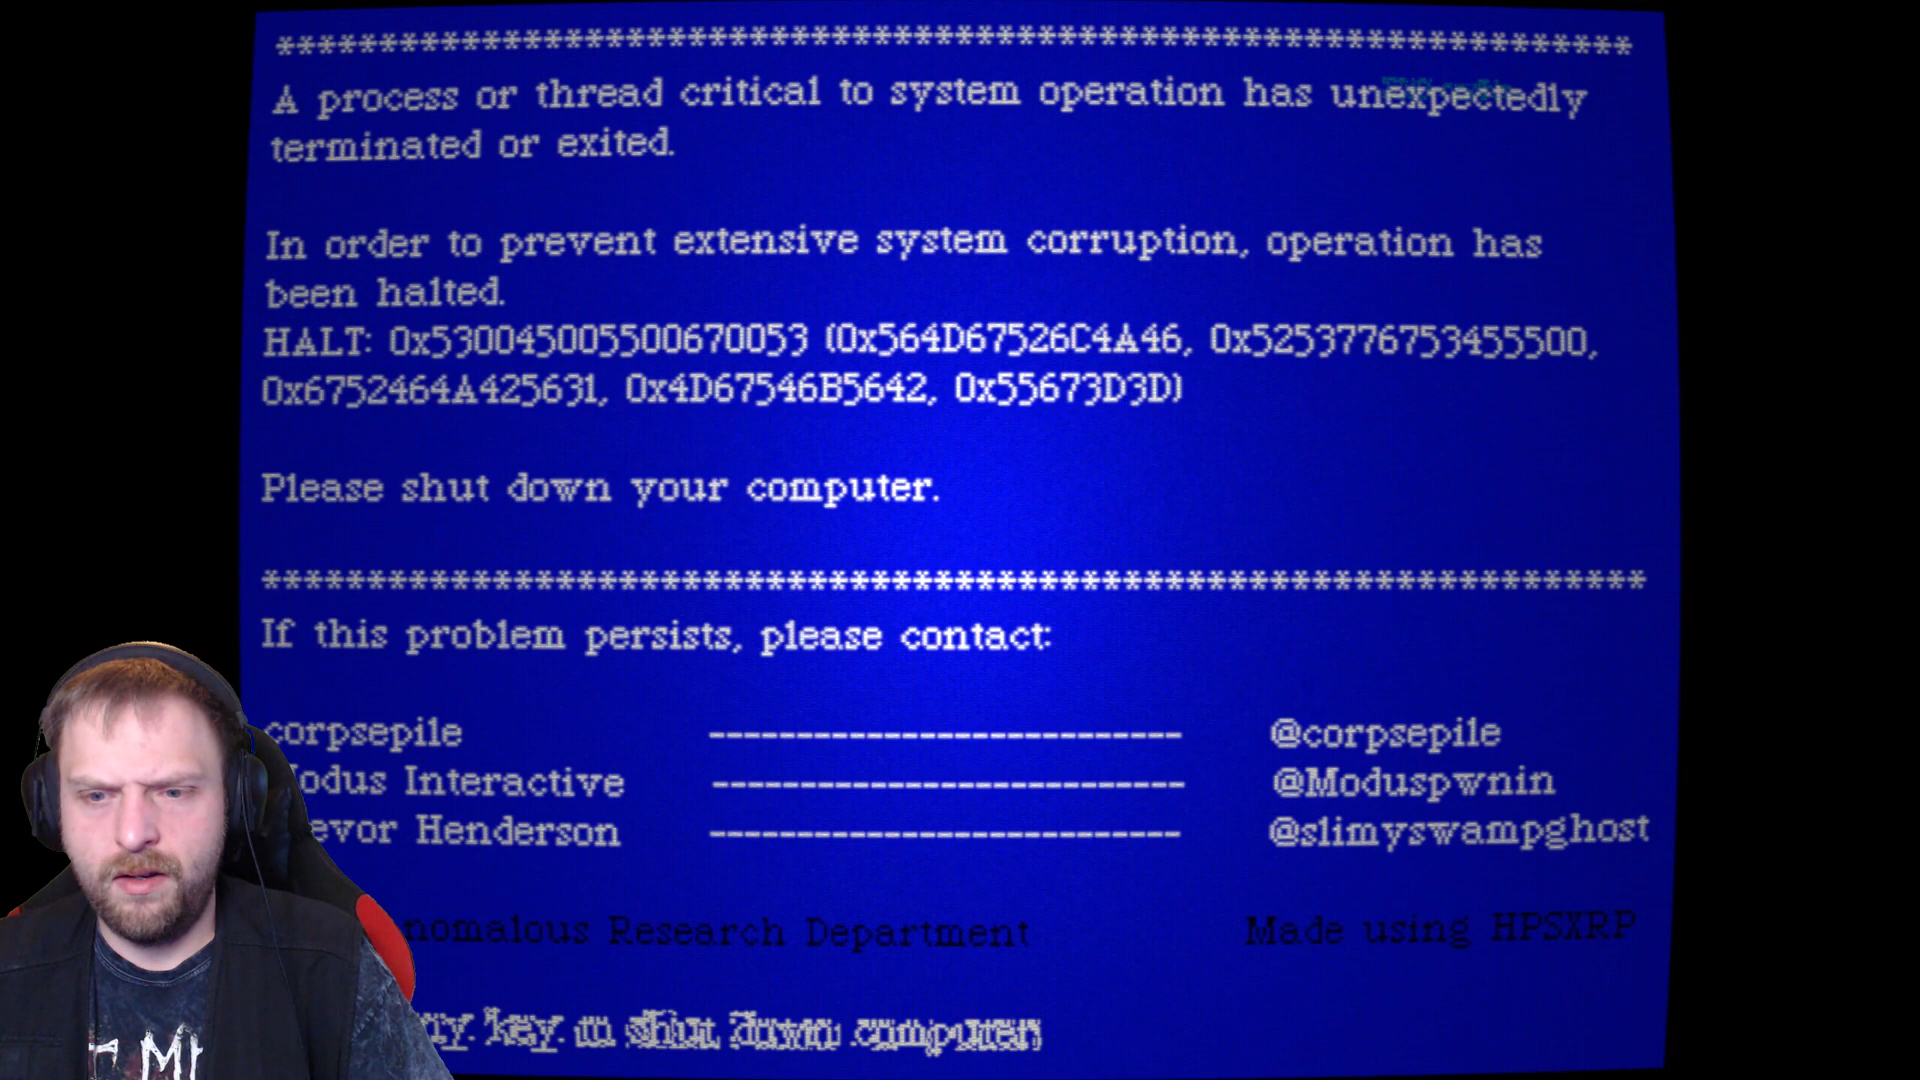 ********************************************************************************
A process or thread critical to system operation has unexpectedly
terminated or exited.
In order to prevent extensive system corruption, operation has
been halted.
HALT: 0x530045005500670053 (0x564D67526C4A46, 0x5253776753455500,
0x6752464A425631, 0x4D67546B5642, 0x55673D3D)
Please shut down your computer.
********************************************************************************
If this problem persists, please contact:
corpsepile --------------------------- @corpsepile
odus Interactive --------------------------- @Moduspwnin
evor Henderson --------------------------- @slimyswampghost
nomalous Research Department Made using HPSXRP
ny key to shut down computer